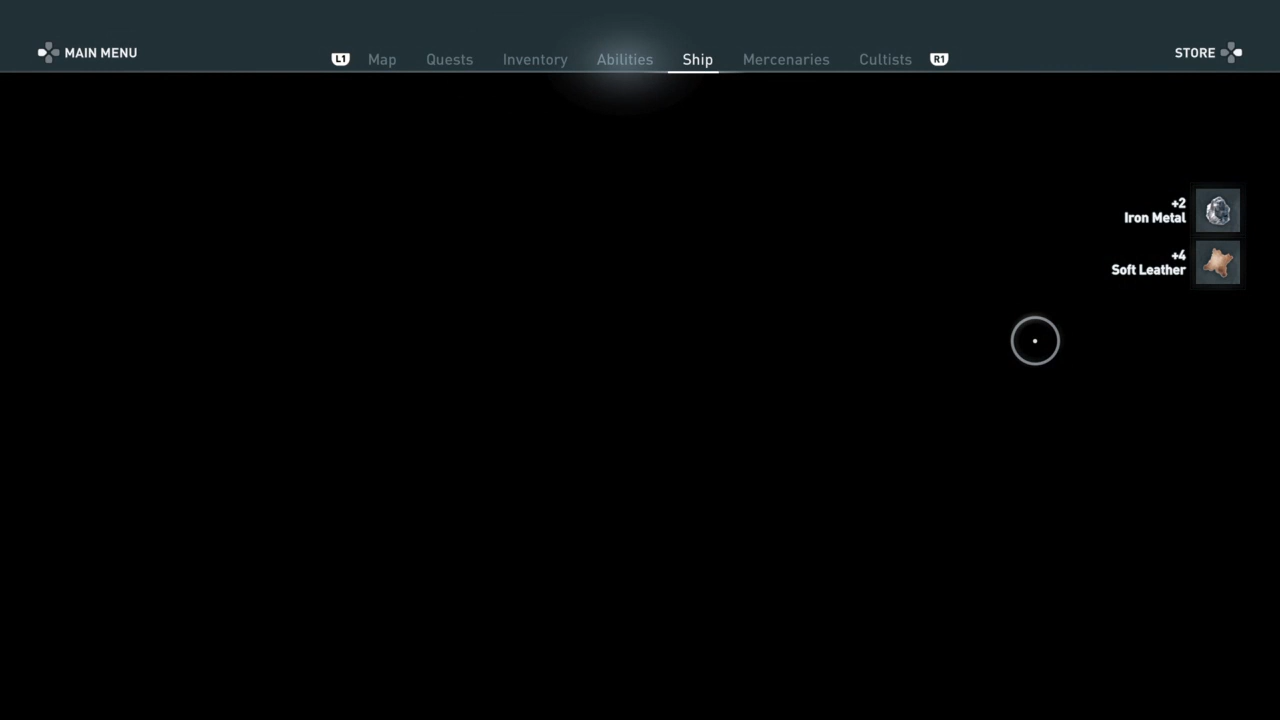 MAIN MENU
L1 Map Quests Inventory Abilities Ship Mercenaries Cultists R1
STORE
+2
Iron Metal
+4
Soft Leather